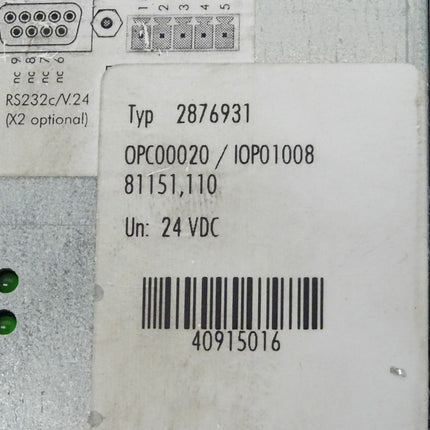 1 2 3 4 5
nc 9
nc 8
nc 7
nc 6
RS232c/V.24
(X2 optional)
Typ 2876931
OPC00020 / IOP01008
81151,110
Un: 24 VDC
40915016